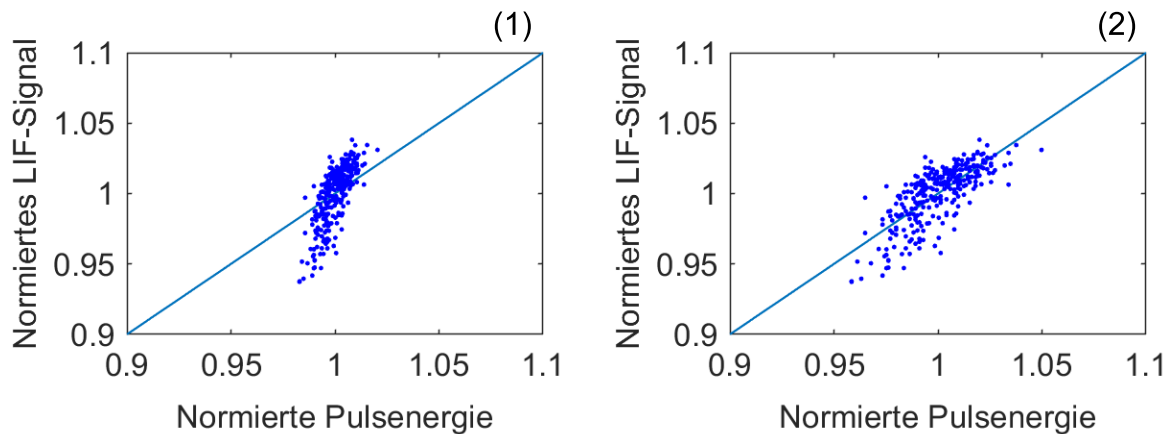 (1)
Normiertes LIF-Signal
1.1
1.05
1
0.95
0.9
0.9 0.95 1 1.05 1.1
Normierte Pulsenergie
(2)
Normiertes LIF-Signal
1.1
1.05
1
0.95
0.9
0.9 0.95 1 1.05 1.1
Normierte Pulsenergie